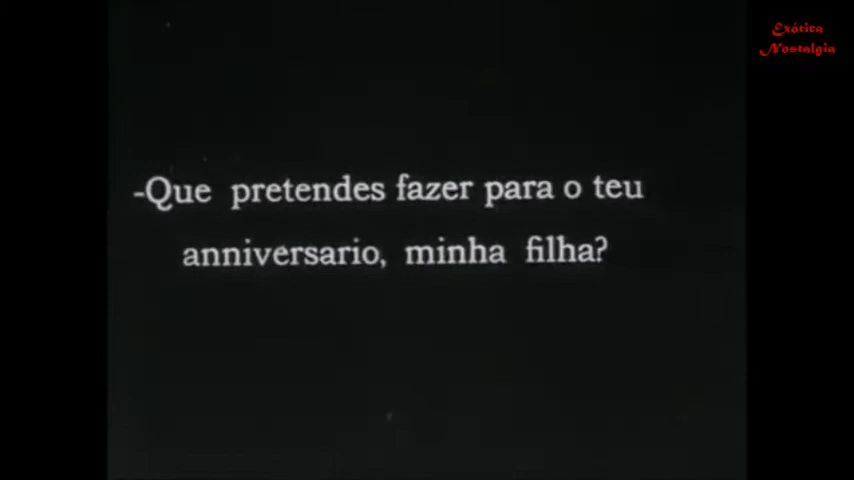 Exótica
Nostalgia
-Que pretendes fazer para o teu
anniversario, minha filha?